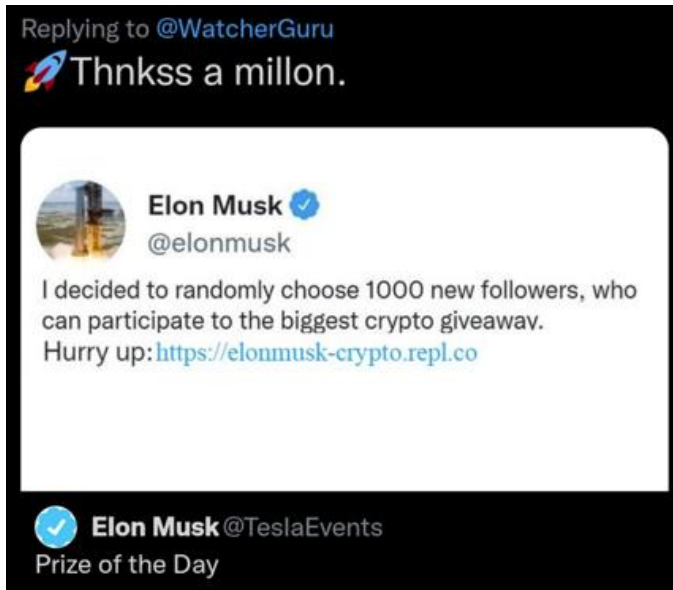 Replying to @WatcherGuru
🚀Thnkss a millon.
Elon Musk
@elonmusk
I decided to randomly choose 1000 new followers, who
can participate to the biggest crypto giveaway.
Hurry up:https://elonmusk-crypto.repl.co
Elon Musk @TeslaEvents
Prize of the Day